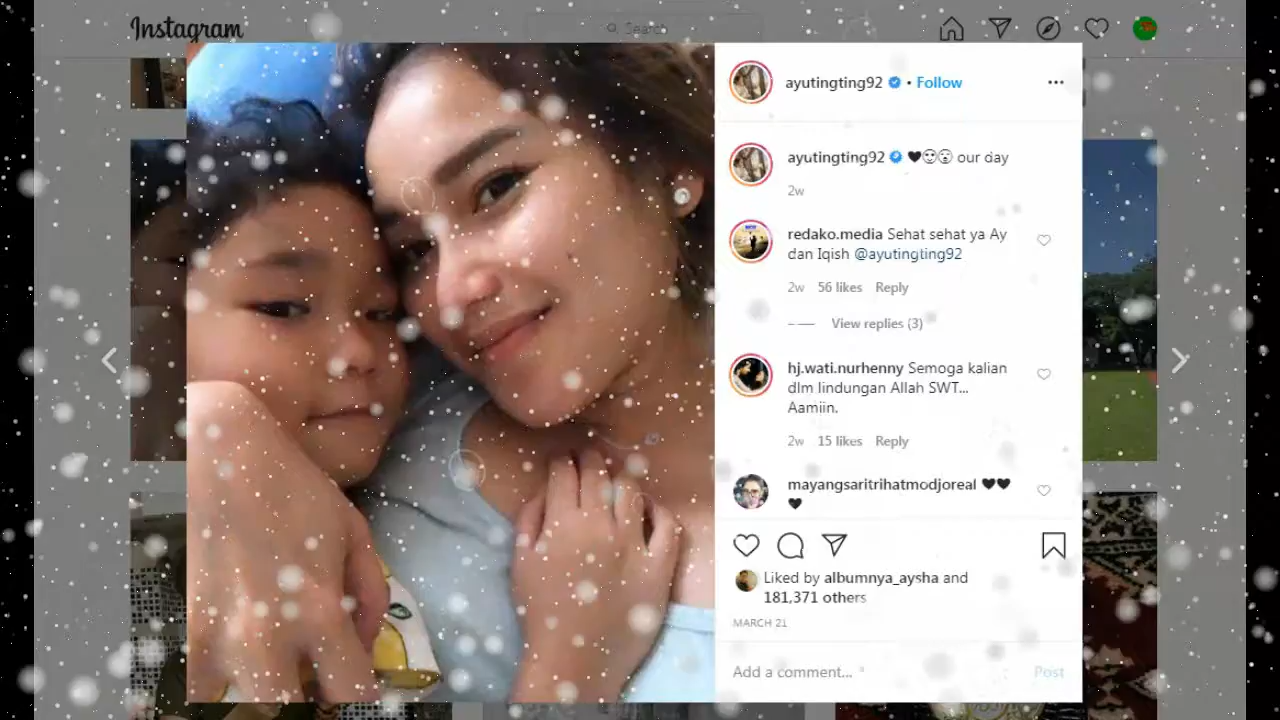 Instagram
Search
ayutingting92 • Follow
ayutingting92 our day
2w
redako.media Sehat sehat ya Ay
dan Iqish @ayutingting92
2w 56 likes Reply
View replies (3)
hj.wati.nurhenny Semoga kalian
dlm lindungan Allah SWT...
Aamiin.
2w 15 likes Reply
mayangsaritrihatmodjoreal
Liked by albumnya_aysha and
181,371 others
MARCH 21
Add a comment...
Post